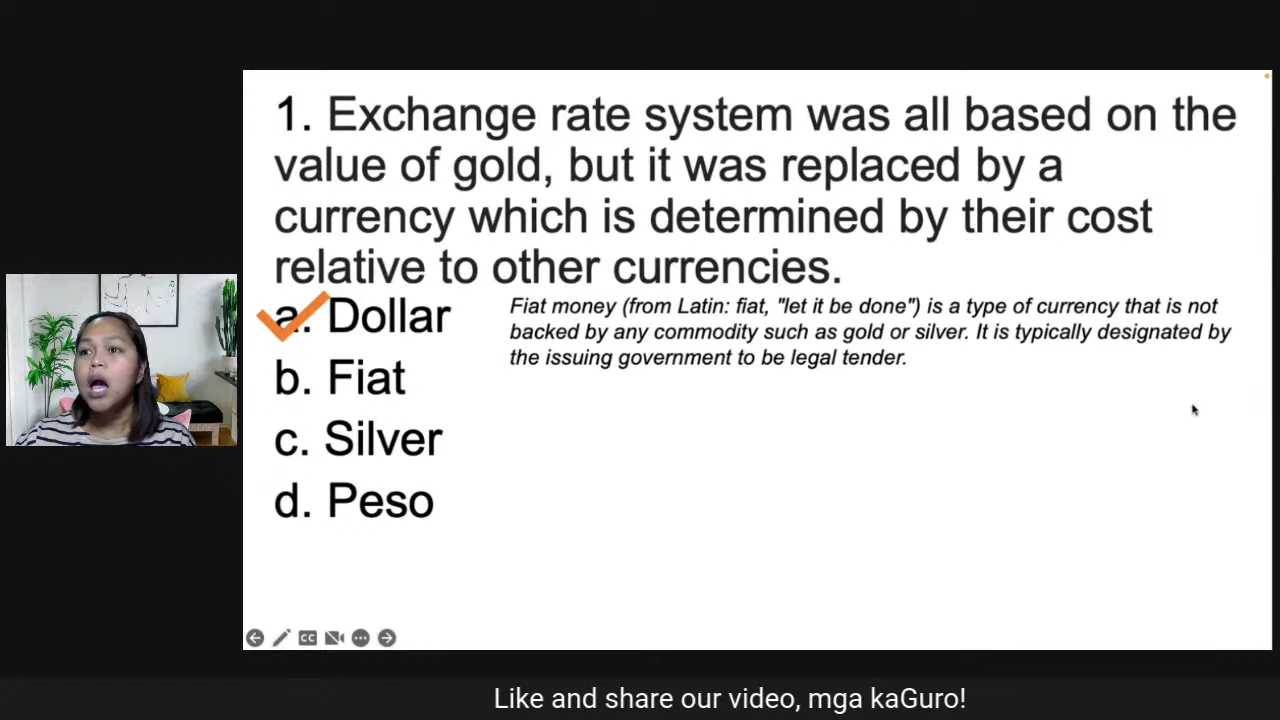 1. Exchange rate system was all based on the
value of gold, but it was replaced by a
currency which is determined by their cost
relative to other currencies.
a. Dollar
Fiat money (from Latin: fiat, "let it be done") is a type of currency that is not
backed by any commodity such as gold or silver. It is typically designated by
the issuing government to be legal tender.
b. Fiat
c. Silver
d. Peso
CC
Like and share our video, mga kaGuro!